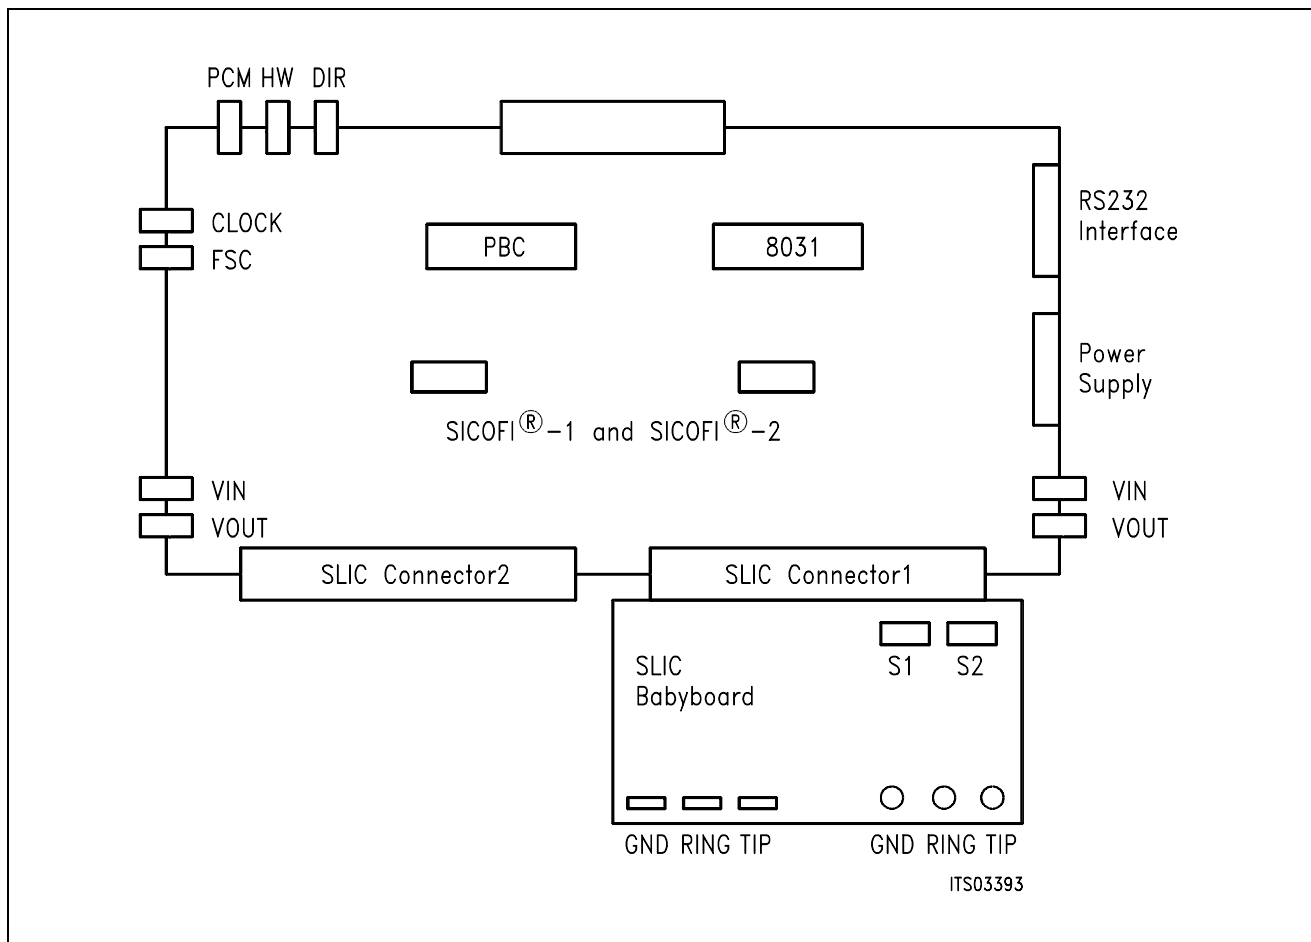 PCM HW DIR
CLOCK
FSC
PBC
8031
RS232
Interface
Power
Supply
SICOFI®-1 and SICOFI®-2
VIN
VOUT
VIN
VOUT
SLIC Connector2
SLIC Connector1
SLIC
Babyboard
S1
S2
GND RING TIP
GND RING TIP
ITS03393